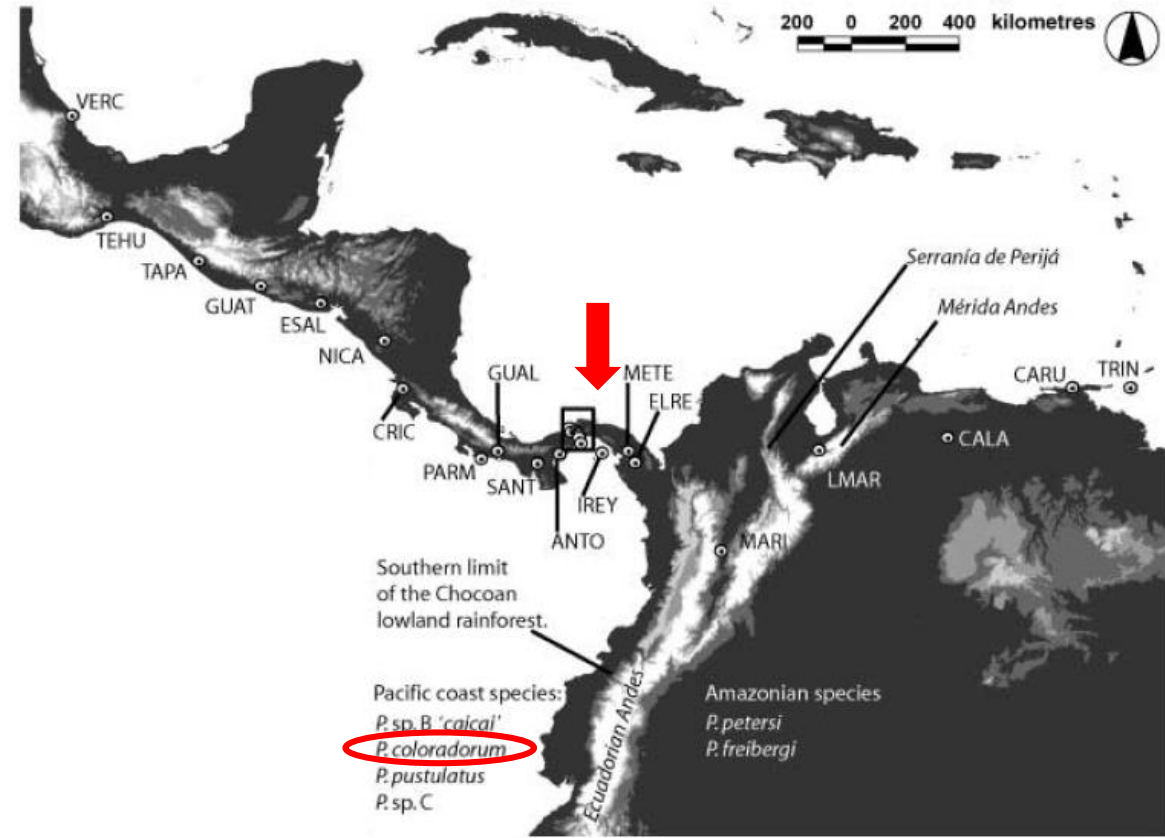 200 0 200 400 kilometres
VERC
TEHU
TAPA
GUAT
ESAL
NICA
CRIC
PARM
GUAL
SANT
ANTO
IREY
METE
ELRE
Serranía de Perijá
Mérida Andes
CARU
TRIN
CALA
LMAR
MARI
Southern limit
of the Chocoan
lowland rainforest.
Ecuadorian Andes
Pacific coast species:
P. sp. B 'caicai'
P. coloradorum
P. pustulatus
P. sp. C
Amazonian species
P. petersi
P. freibergi